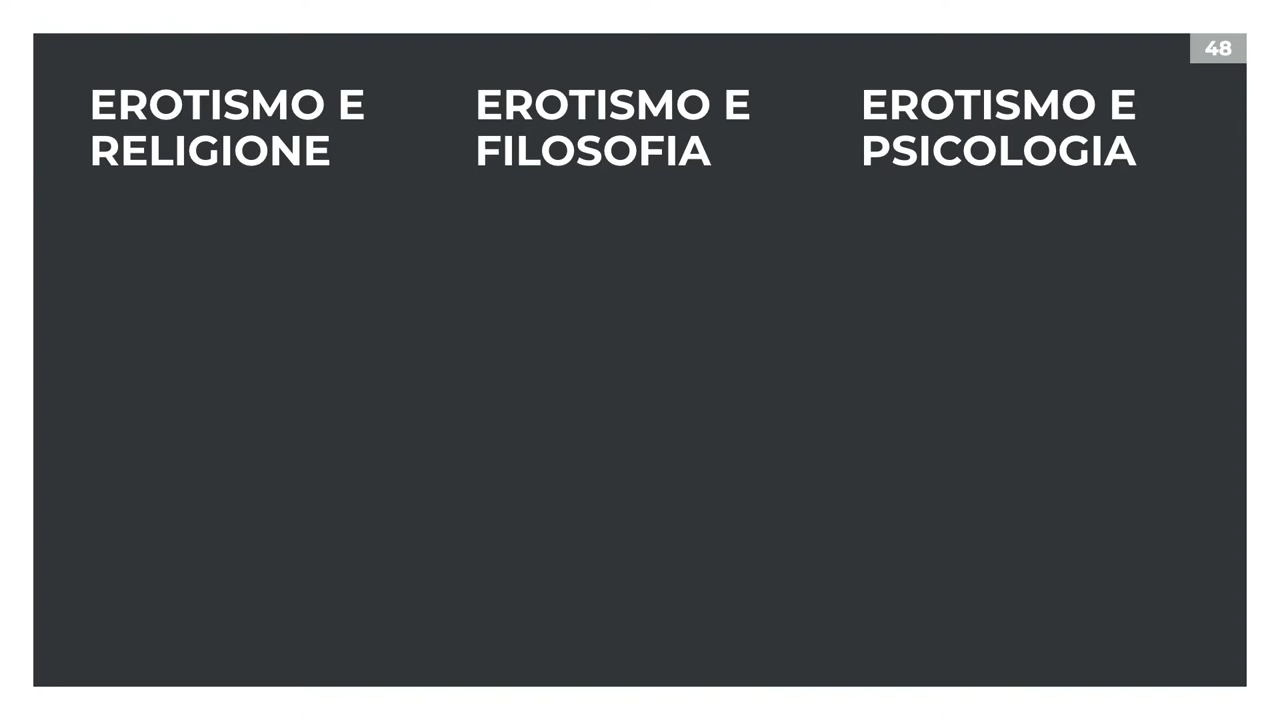 48
EROTISMO E
RELIGIONE
EROTISMO E
FILOSOFIA
EROTISMO E
PSICOLOGIA